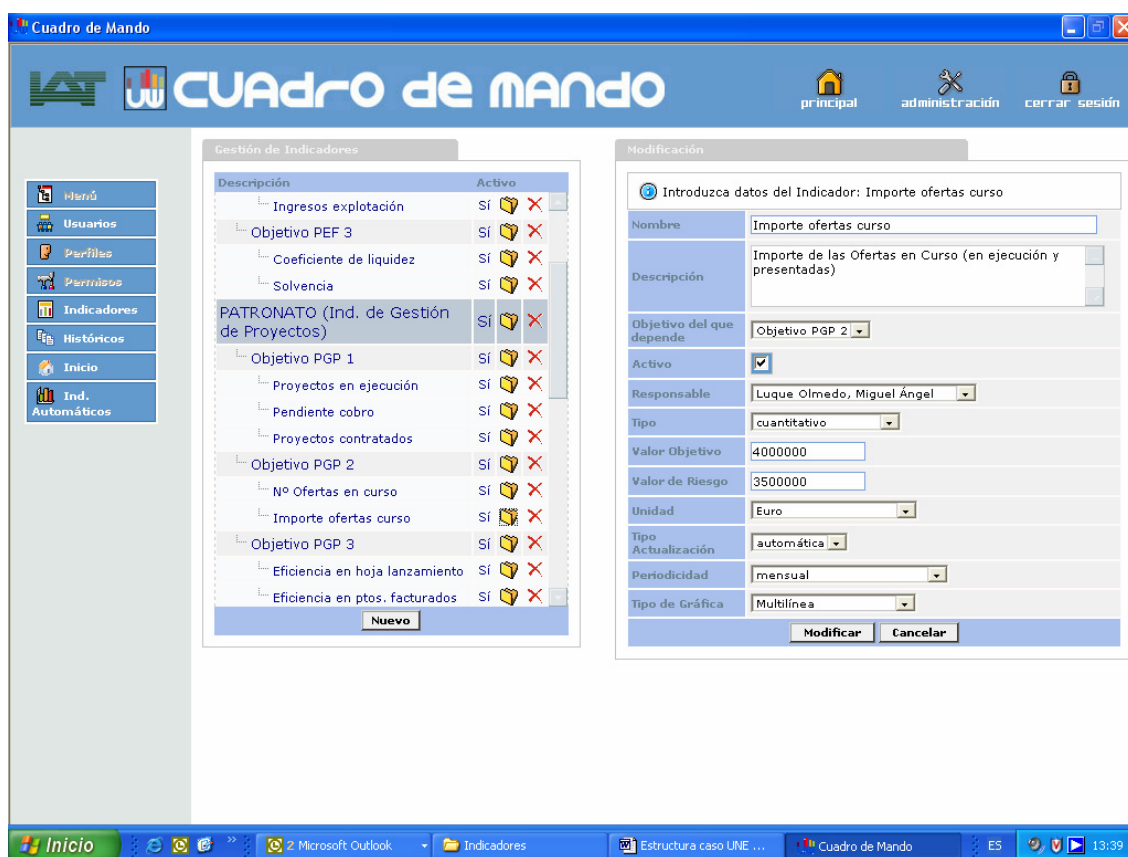 Cuadro de Mando
IAT CUAdrO de MANdO
principal administración cerrar sesión
Menú
Usuarios
Perfiles
Permisos
Indicadores
Históricos
Inicio
Ind.
Automáticos
Gestión de Indicadores
Descripción Activo
Ingresos explotación Sí
Objetivo PEF 3 Sí
Coeficiente de liquidez Sí
Solvencia Sí
PATRONATO (Ind. de Gestión
de Proyectos) Sí
Objetivo PGP 1 Sí
Proyectos en ejecución Sí
Pendiente cobro Sí
Proyectos contratados Sí
Objetivo PGP 2 Sí
Nº Ofertas en curso Sí
Importe ofertas curso Sí
Objetivo PGP 3 Sí
Eficiencia en hoja lanzamiento Sí
Eficiencia en ptos. facturados Sí
Nuevo
Modificación
Introduzca datos del Indicador: Importe ofertas curso
Nombre Importe ofertas curso
Descripción Importe de las Ofertas en Curso (en ejecución y
presentadas)
Objetivo del que
depende Objetivo PGP 2
Activo
Responsable Luque Olmedo, Miguel Ángel
Tipo cuantitativo
Valor Objetivo 4000000
Valor de Riesgo 3500000
Unidad Euro
Tipo
Actualización automática
Periodicidad mensual
Tipo de Gráfica Multilínea
Modificar Cancelar
Inicio 2 Microsoft Outlook Indicadores Estructura caso UNE ... Cuadro de Mando ES 13:39